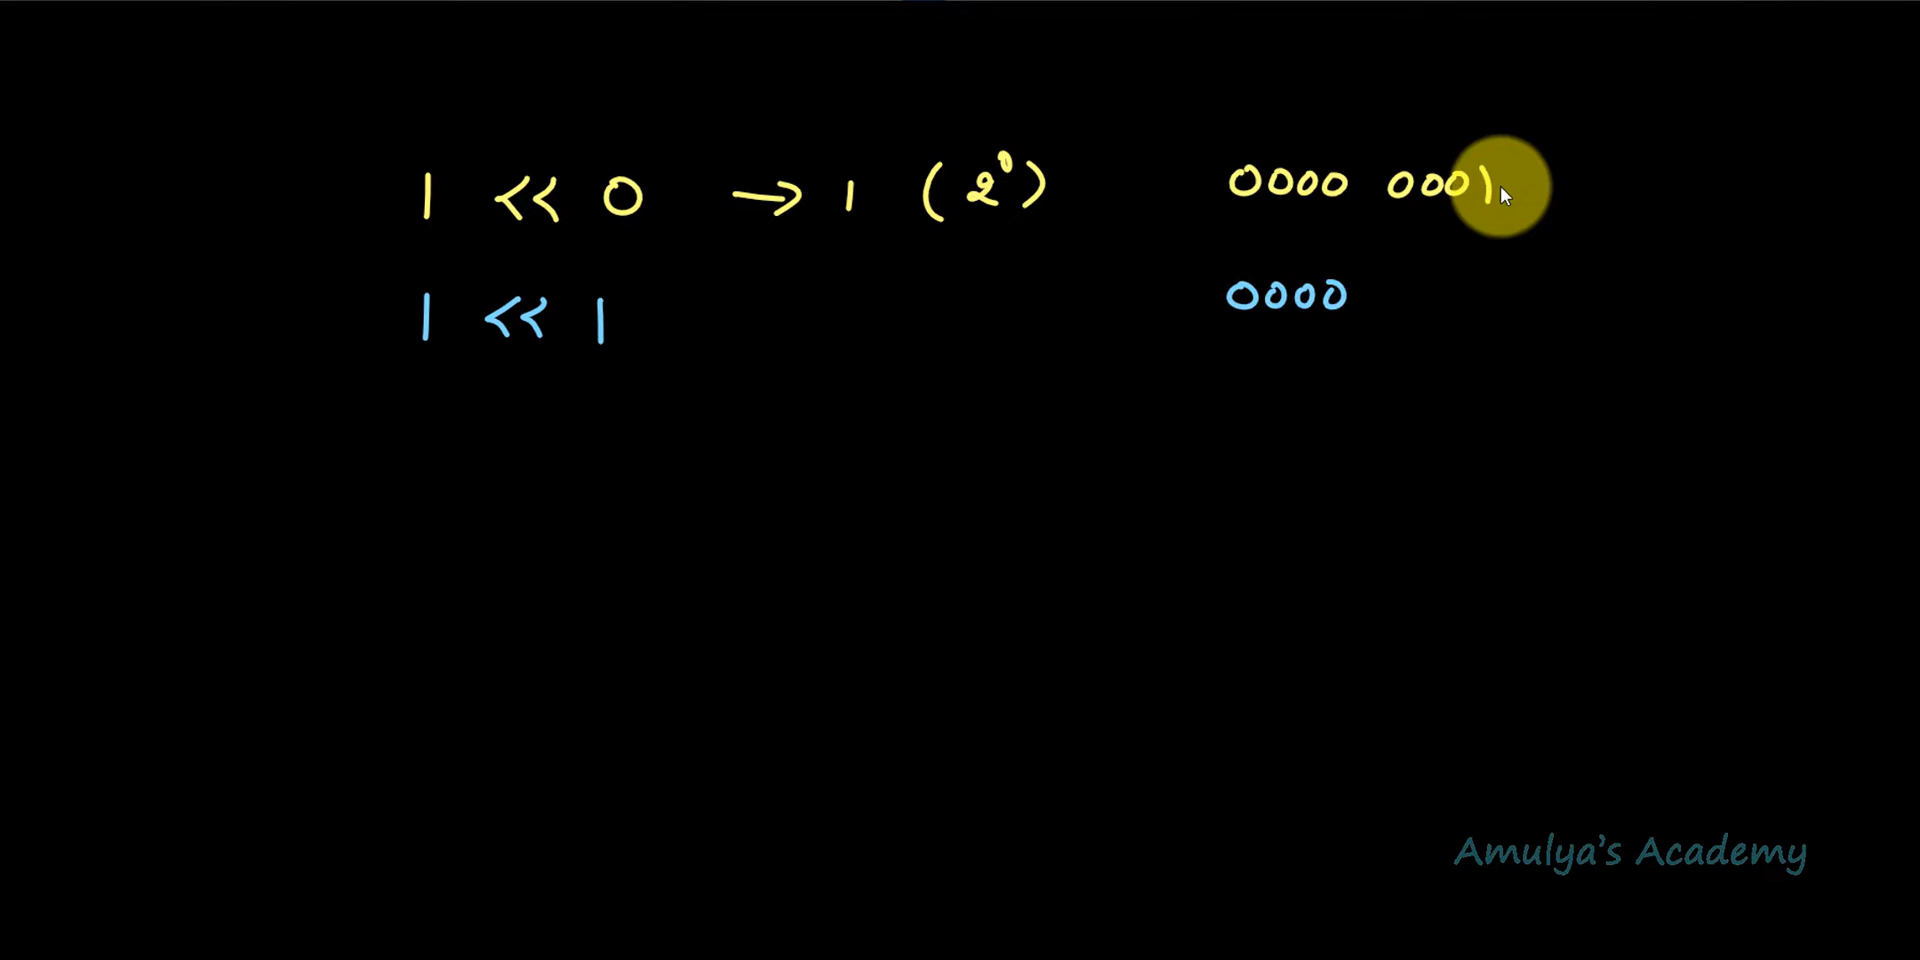 1 << 0 → 1 (2⁰) 0000 0001
1 << 1 0000
Amulya's Academy